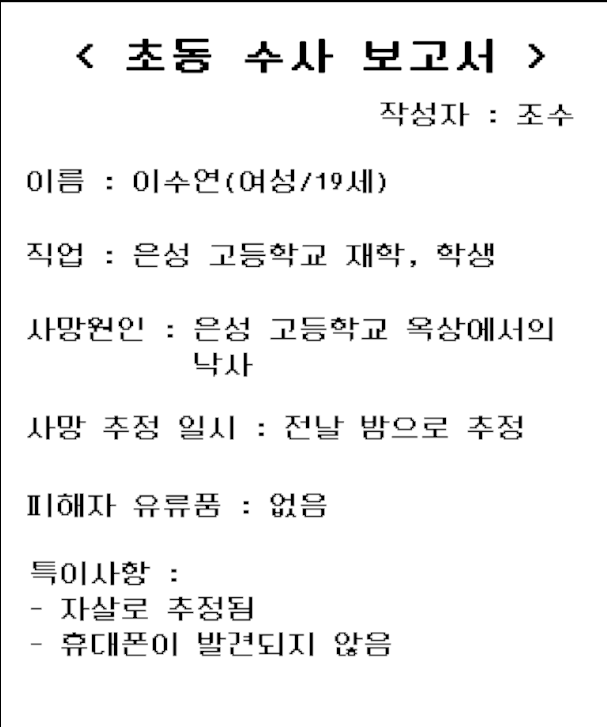 < 초동 수사 보고서 >
작성자 : 조수
이름 : 이수연(여성/19세)
직업 : 은성 고등학교 재학, 학생
사망원인 : 은성 고등학교 옥상에서의
낙사
사망 추정 일시 : 전날 밤으로 추정
피해자 유류품 : 없음
특이사항 :
- 자살로 추정됨
- 휴대폰이 발견되지 않음